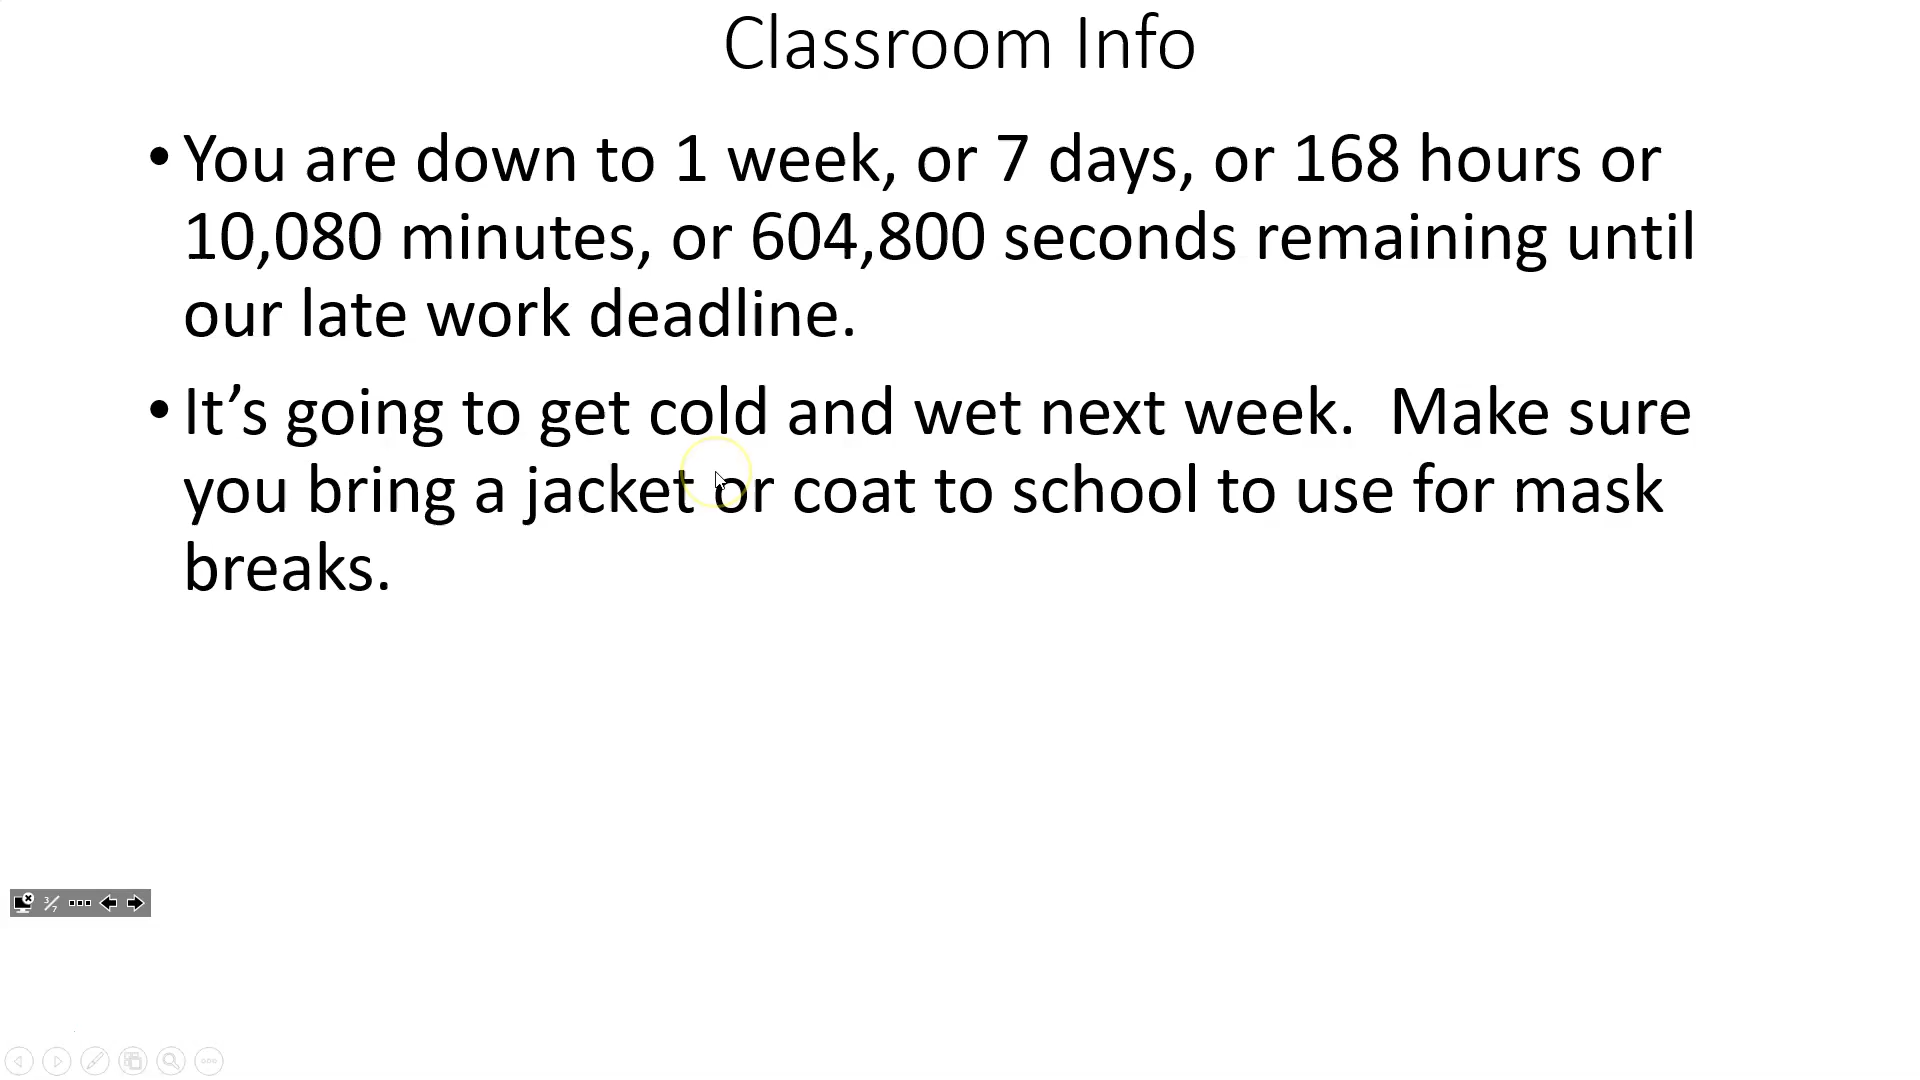 Classroom Info
• You are down to 1 week, or 7 days, or 168 hours or
10,080 minutes, or 604,800 seconds remaining until
our late work deadline.
• It’s going to get cold and wet next week.  Make sure
you bring a jacket or coat to school to use for mask
breaks.
3/7